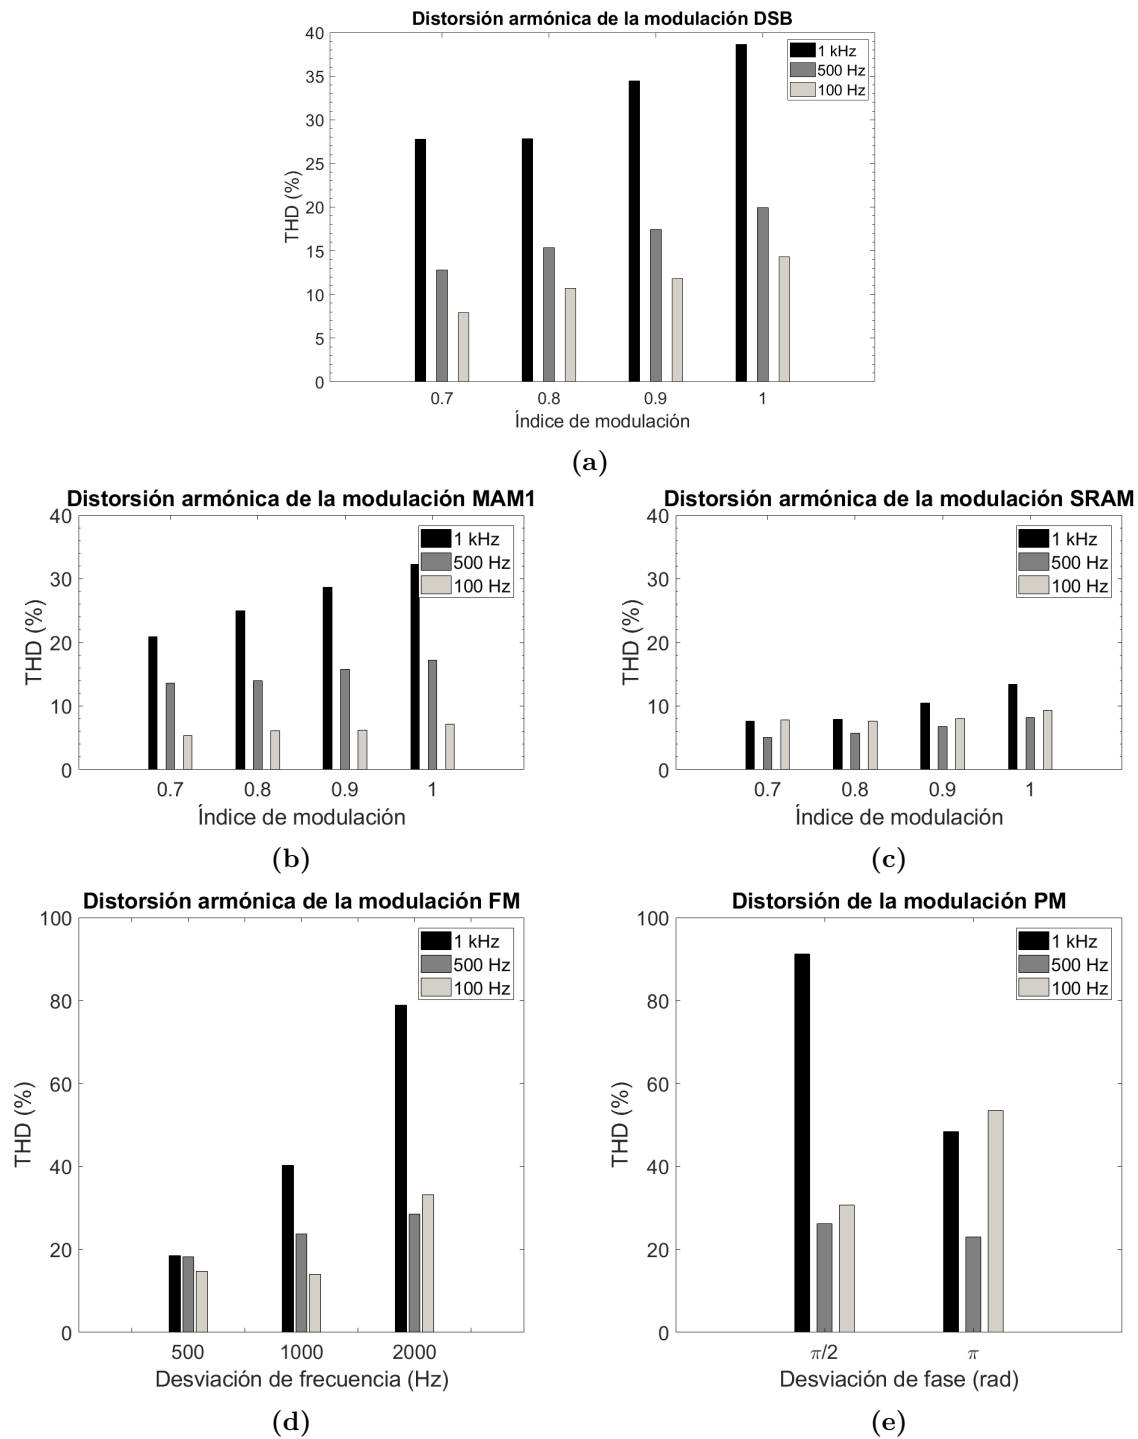 Distorsión armónica de la modulación DSB
40
35
30
25
20
15
10
5
0
THD (%)
1 kHz
500 Hz
100 Hz
0.7 0.8 0.9 1
Índice de modulación
(a)
Distorsión armónica de la modulación MAM1
40
30
20
10
0
THD (%)
1 kHz
500 Hz
100 Hz
0.7 0.8 0.9 1
Índice de modulación
(b)
Distorsión armónica de la modulación SRAM
40
30
20
10
0
THD (%)
1 kHz
500 Hz
100 Hz
0.7 0.8 0.9 1
Índice de modulación
(c)
Distorsión armónica de la modulación FM
100
80
60
40
20
0
THD (%)
1 kHz
500 Hz
100 Hz
500 1000 2000
Desviación de frecuencia (Hz)
(d)
Distorsión de la modulación PM
100
80
60
40
20
0
THD (%)
1 kHz
500 Hz
100 Hz
π/2 π
Desviación de fase (rad)
(e)